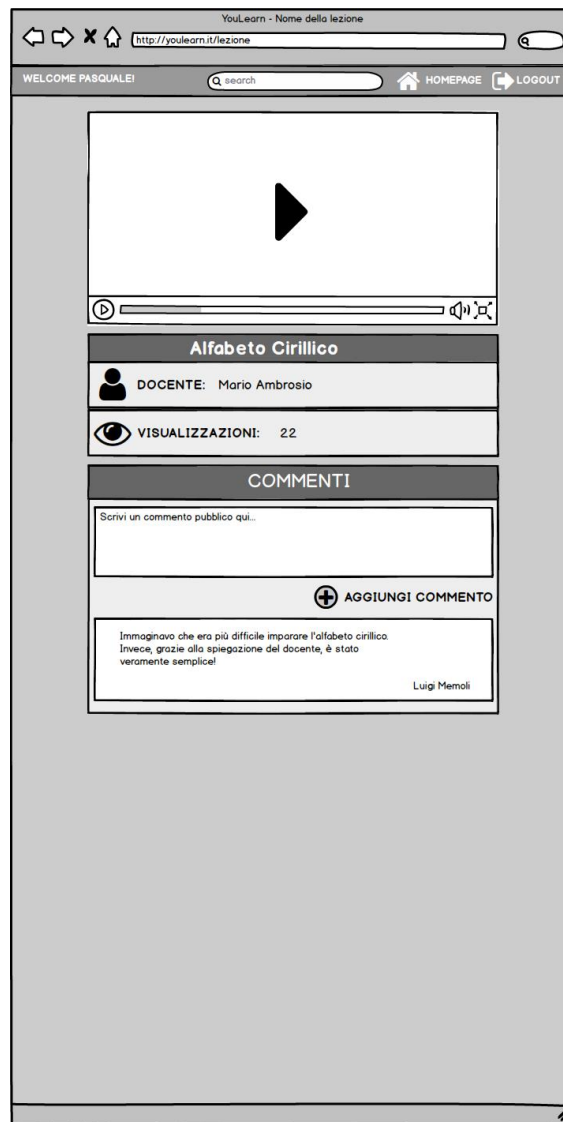 YouLearn - Nome della lezione
http://youlearn.it/lezione
WELCOME PASQUALE!
search
HOMEPAGE
LOGOUT
Alfabeto Cirillico
DOCENTE: Mario Ambrosio
VISUALIZZAZIONI: 22
COMMENTI
Scrivi un commento pubblico qui...
AGGIUNGI COMMENTO
Immaginavo che era più difficile imparare l'alfabeto cirillico.
Invece, grazie alla spiegazione del docente, è stato
veramente semplice!
Luigi Memoli